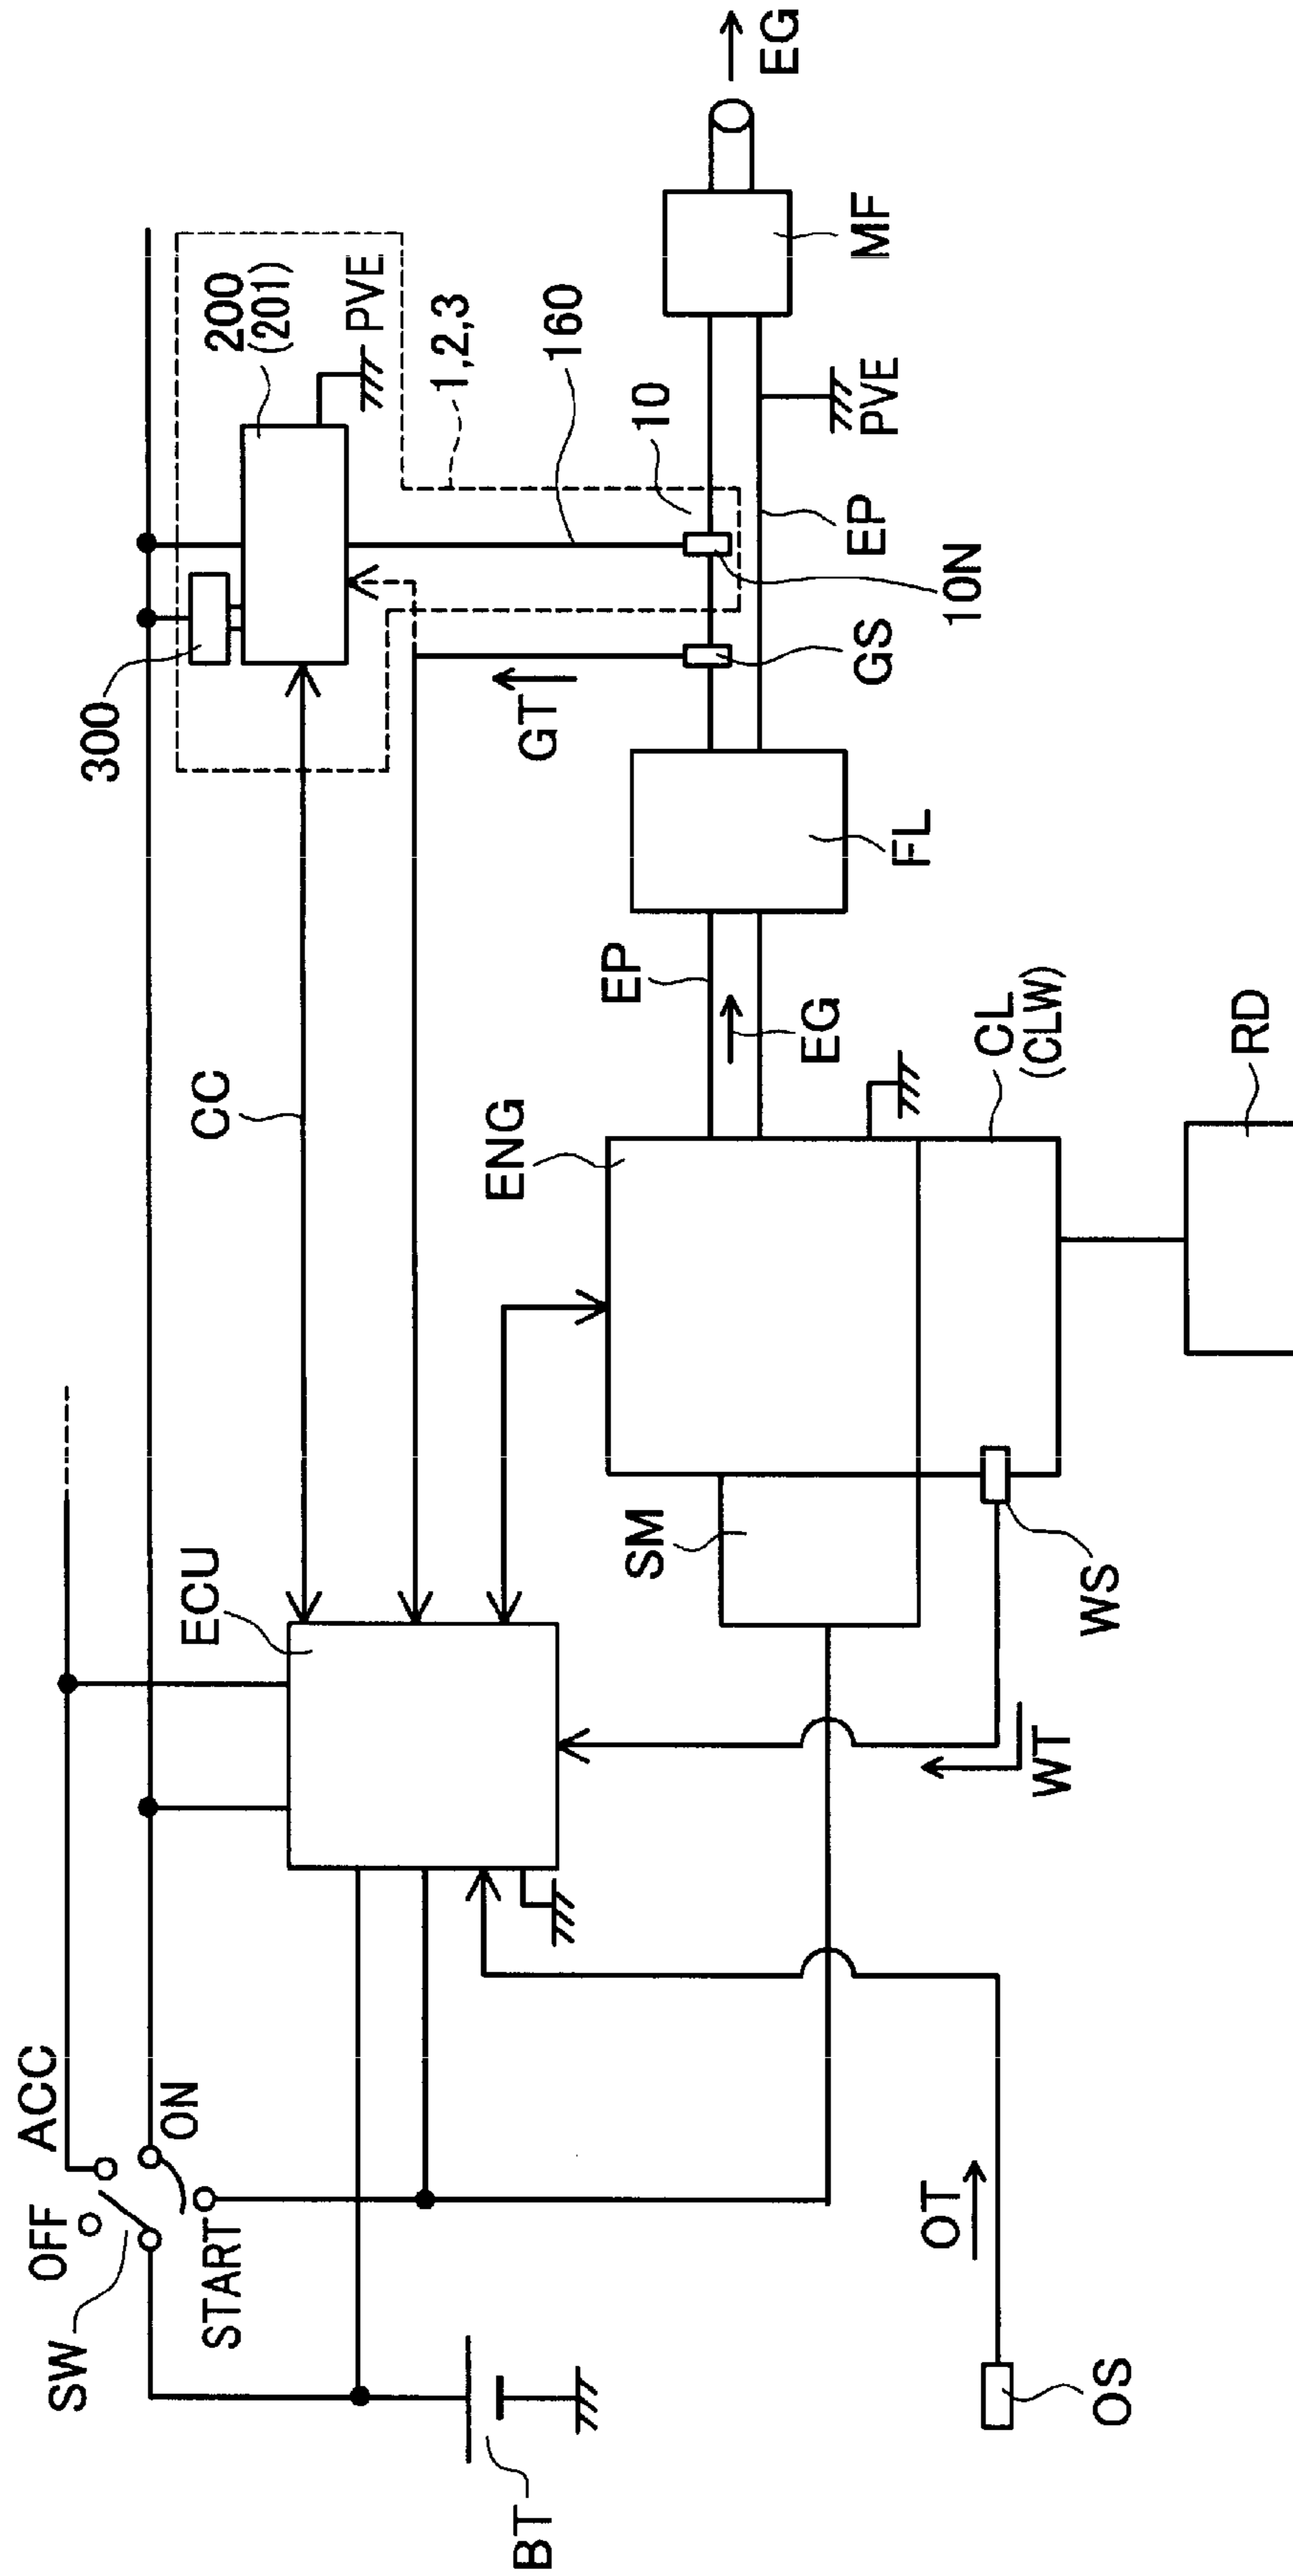 SW
OFF
ACC
ON
START
BT
ECU
CC
300
200
(201)
PVE
1,2,3
160
10
GT
GS
10N
EP
PVE
MF
EG
FL
EP
EG
ENG
SM
CL
(CLW)
RD
WS
WT
OT
OS